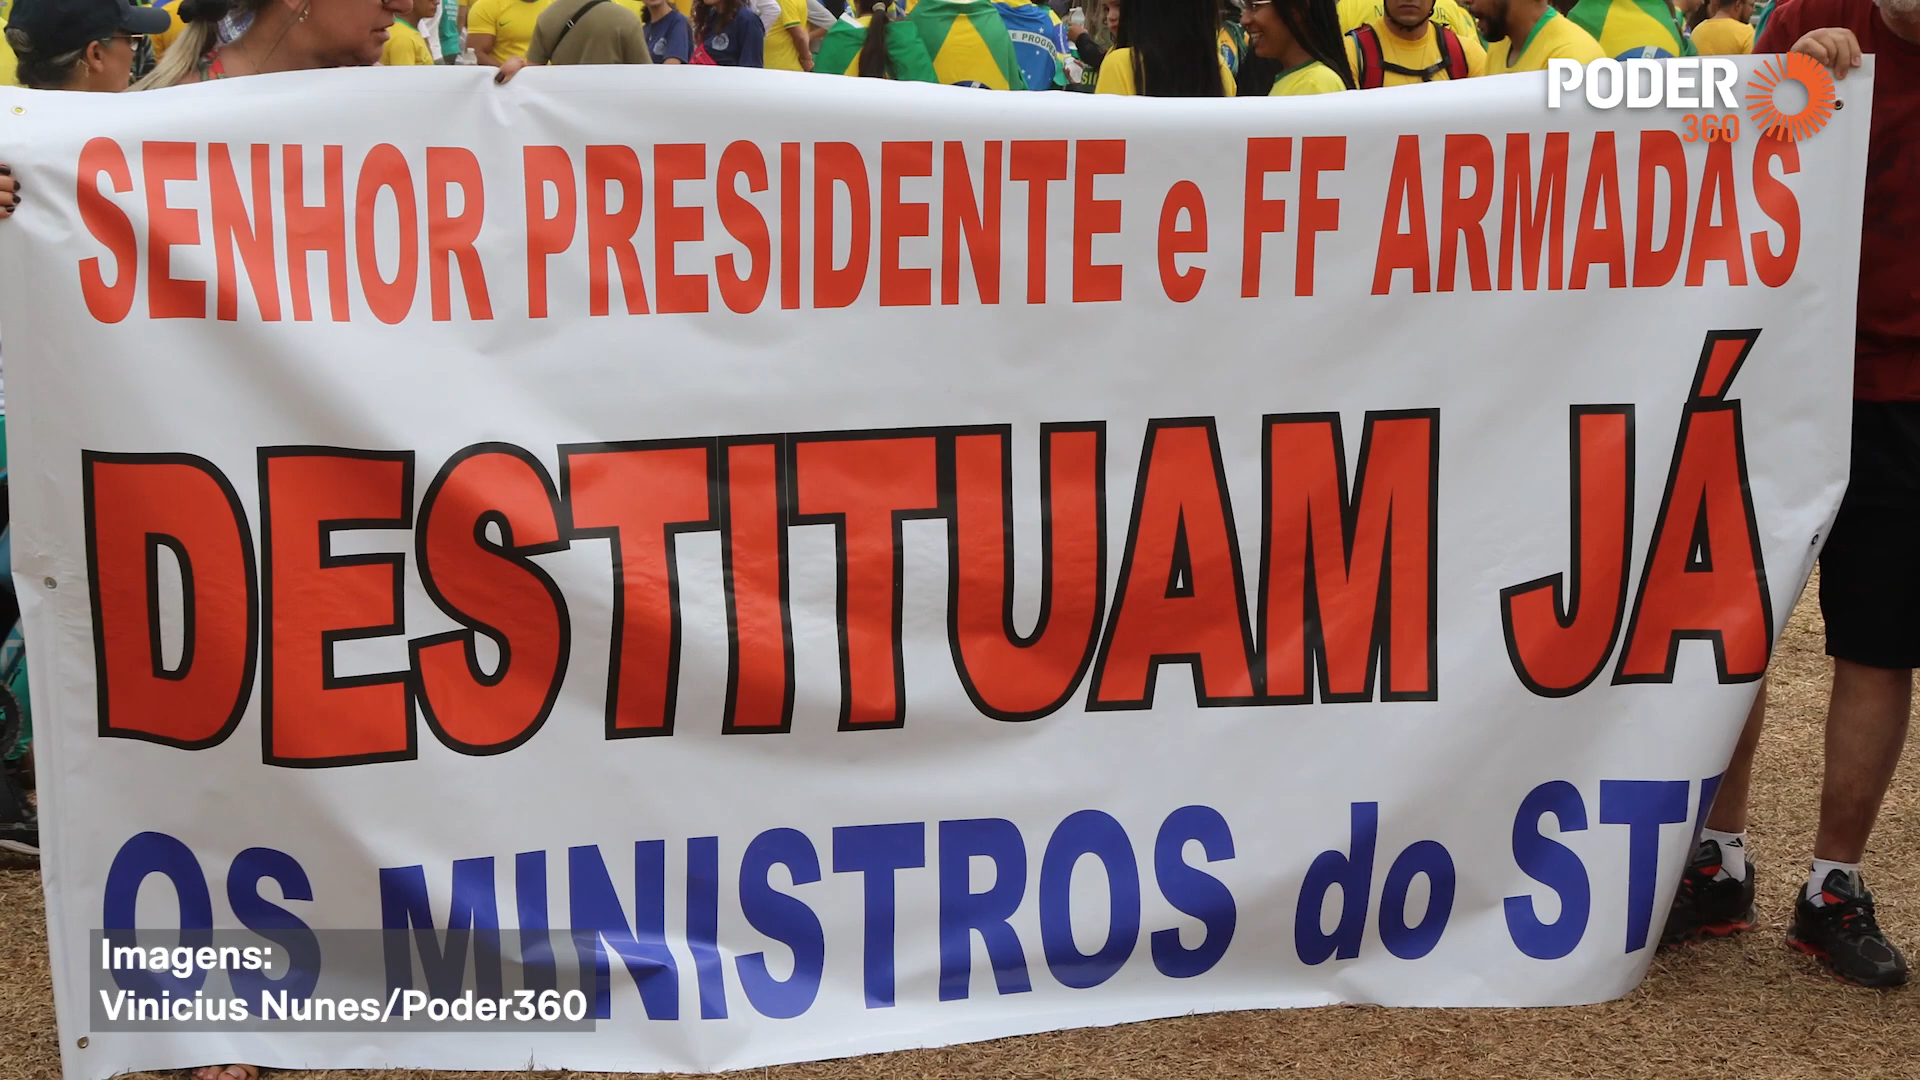 PODER
360
SENHOR PRESIDENTE e FF ARMADAS
DESTITUAM JÁ
OS MINISTROS do ST
Imagens:
Vinicius Nunes/Poder360